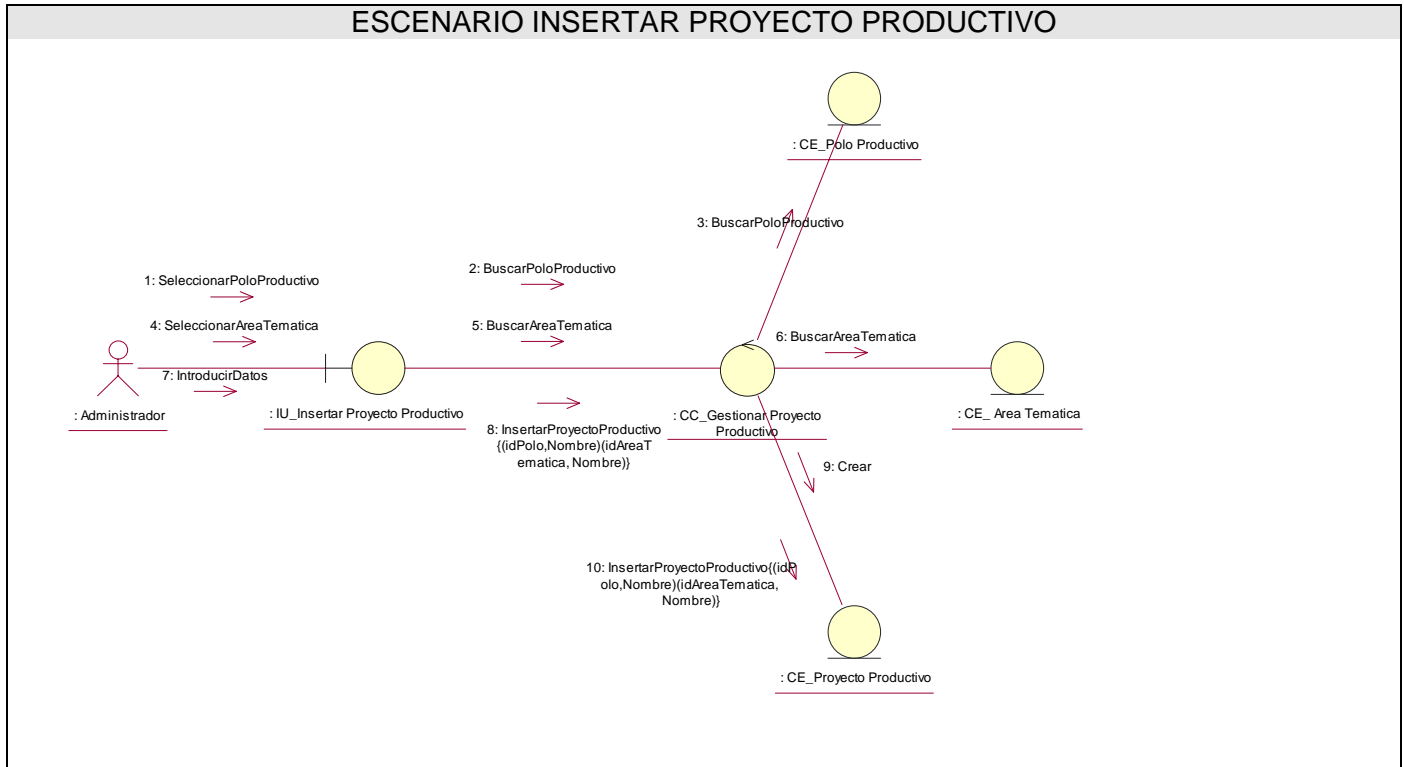 ESCENARIO INSERTAR PROYECTO PRODUCTIVO
: CE_Polo Productivo
3: BuscarPoloProductivo
1: SeleccionarPoloProductivo
2: BuscarPoloProductivo
4: SeleccionarAreaTematica
5: BuscarAreaTematica
6: BuscarAreaTematica
7: IntroducirDatos
: Administrador
: IU_Insertar Proyecto Productivo
: CC_Gestionar Proyecto
Productivo
: CE_ Area Tematica
8: InsertarProyectoProductivo
{(idPolo,Nombre)(idAreaT
ematica, Nombre)}
9: Crear
10: InsertarProyectoProductivo{(idP
olo,Nombre)(idAreaTematica,
Nombre)}
: CE_Proyecto Productivo